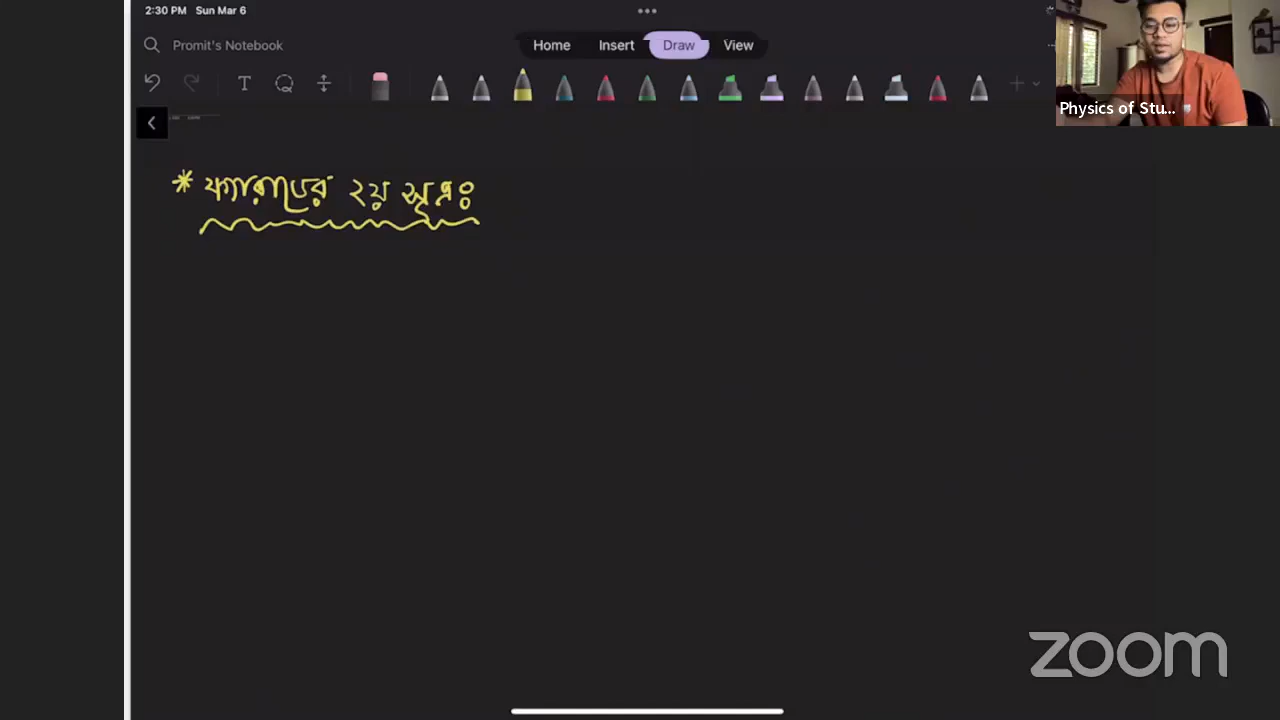 2:30 PM Sun Mar 6
Promit's Notebook
Home Insert Draw View
Physics of Stu...
* ফ্যারাডের ২য় সূত্রঃ
zoom